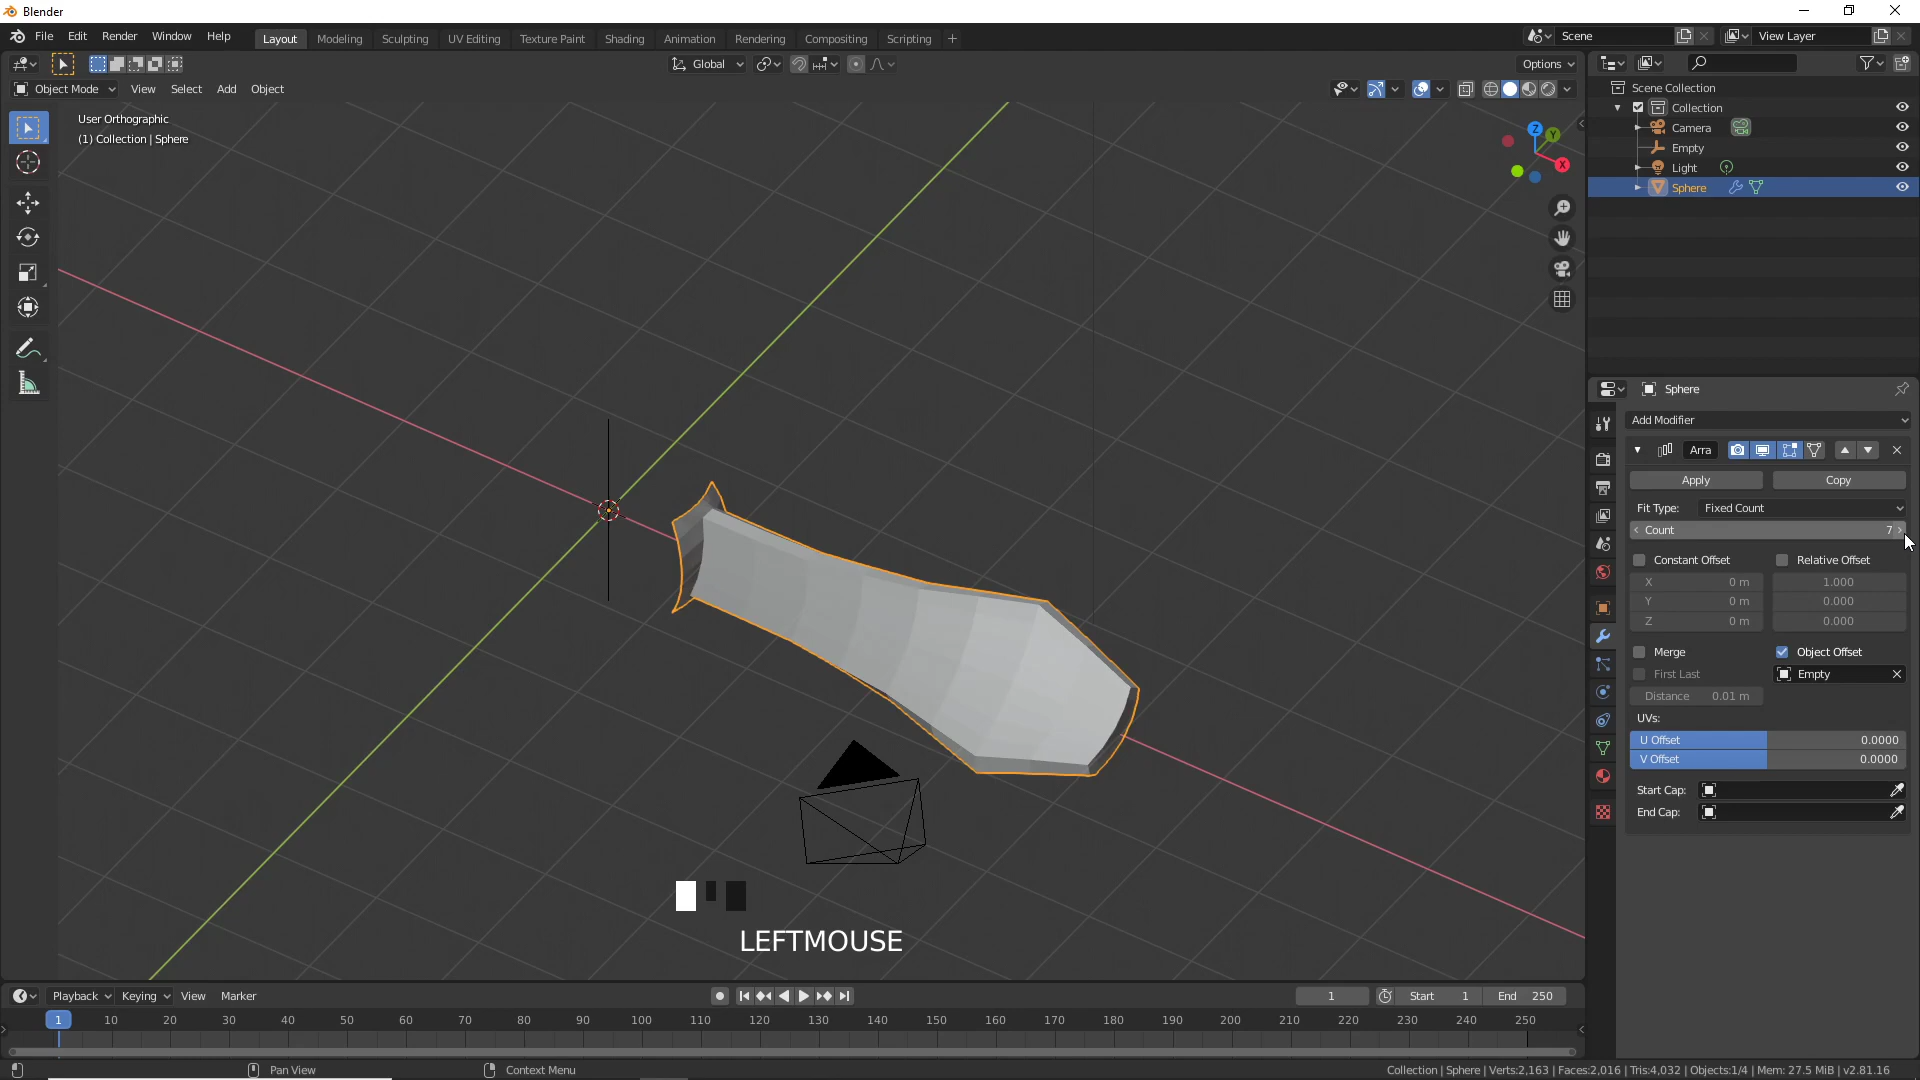 Blender
File Edit Render Window Help Layout Modeling Sculpting UV Editing Texture Paint Shading Animation Rendering Compositing Scripting + Scene View Layer
Global Options
Object Mode View Select Add Object
User Orthographic
(1) Collection | Sphere
Z Y X
Scene Collection
Collection
Camera
Empty
Light
Sphere
Sphere
Add Modifier
Arra
Apply Copy
Fit Type: Fixed Count
Count 7
Constant Offset Relative Offset
X 0 m 1.000
Y 0 m 0.000
Z 0 m 0.000
Merge Object Offset
First Last Empty
Distance 0.01 m
UVs:
U Offset 0.0000
V Offset 0.0000
Start Cap:
End Cap:
LEFTMOUSE
Playback Keying View Marker 1 Start 1 End 250
1 10 20 30 40 50 60 70 80 90 100 110 120 130 140 150 160 170 180 190 200 210 220 230 240 250
Pan View Context Menu Collection | Sphere | Verts:2,163 | Faces:2,016 | Tris:4,032 | Objects:1/4 | Mem: 27.5 MiB | v2.81.16